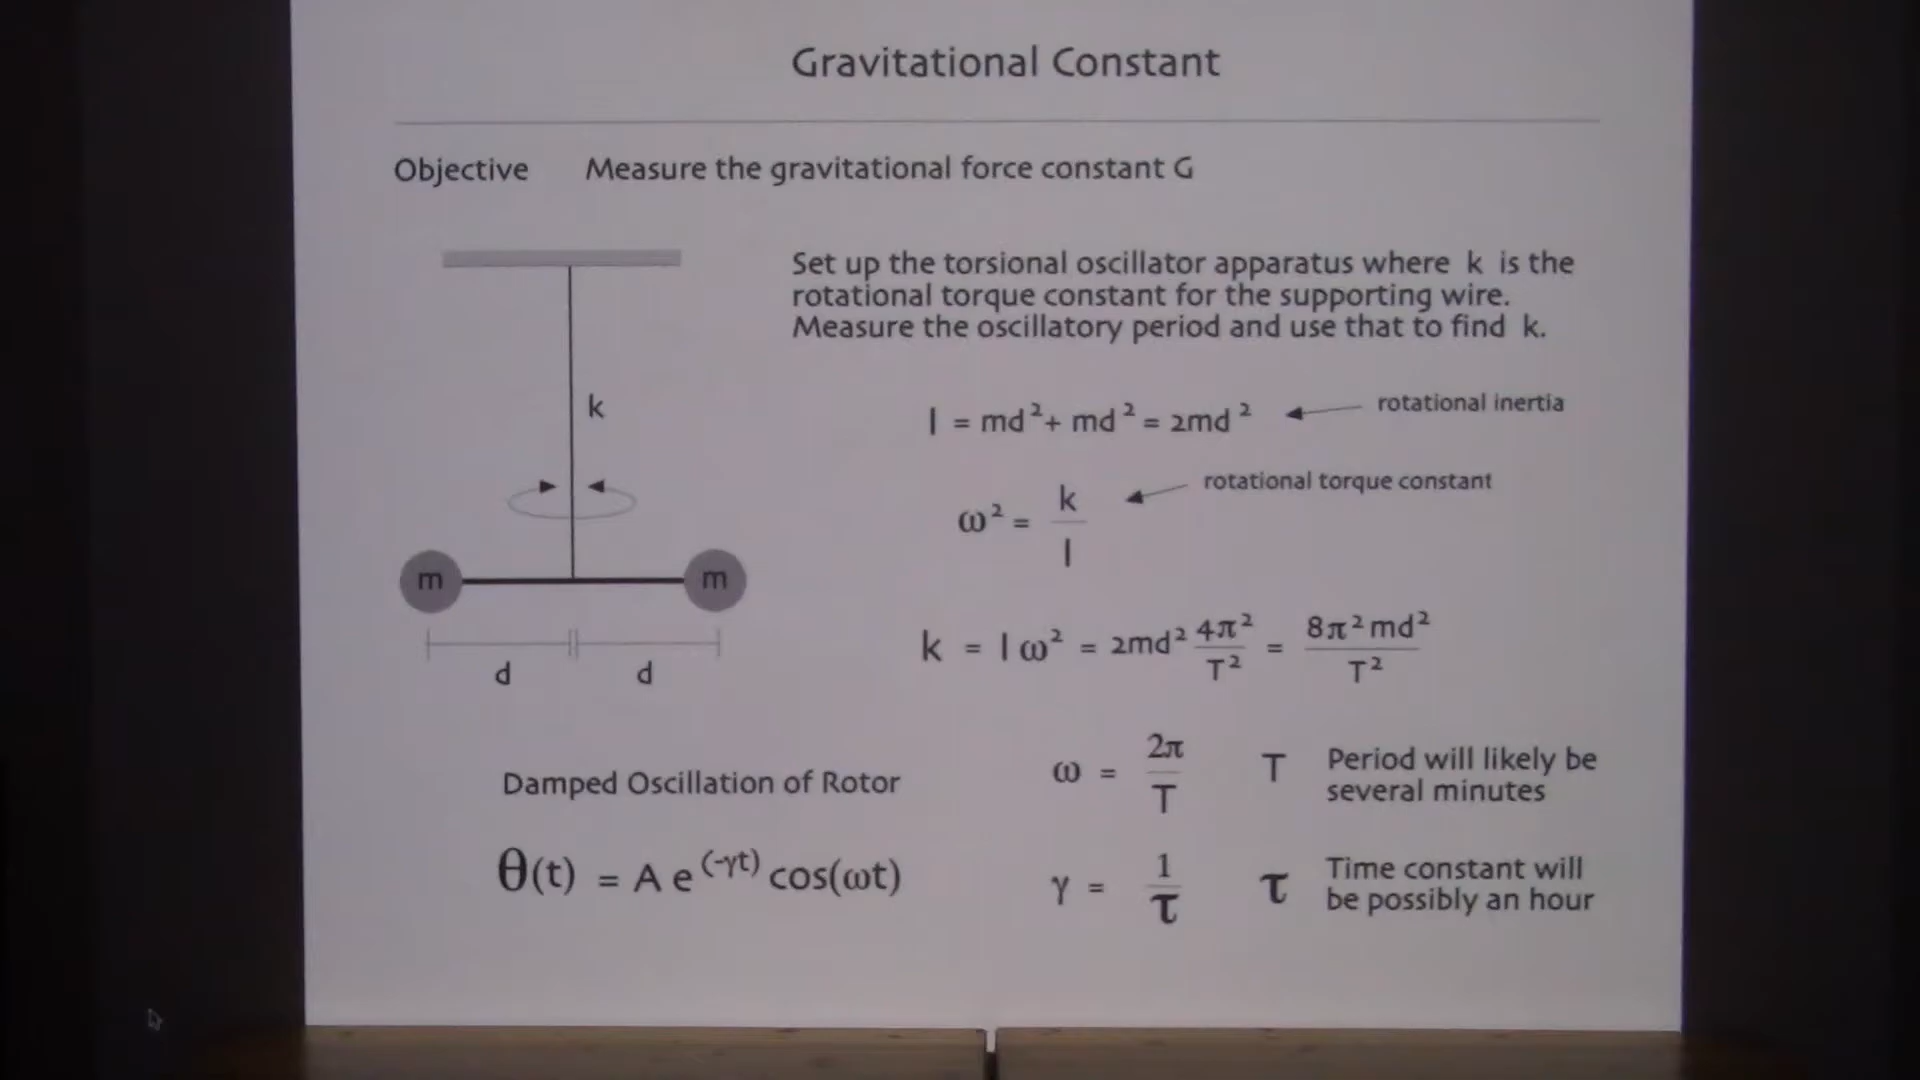 Gravitational Constant
Objective Measure the gravitational force constant G
Set up the torsional oscillator apparatus where k is the
rotational torque constant for the supporting wire.
Measure the oscillatory period and use that to find k.
k
I = md² + md² = 2md² rotational inertia
ω² = k / I rotational torque constant
m m
d d
k = I ω² = 2md² 4π² / T² = 8π² md² / T²
Damped Oscillation of Rotor
θ(t) = A e^(-γt) cos(ωt)
ω = 2π / T
T Period will likely be
several minutes
γ = 1 / τ
τ Time constant will
be possibly an hour